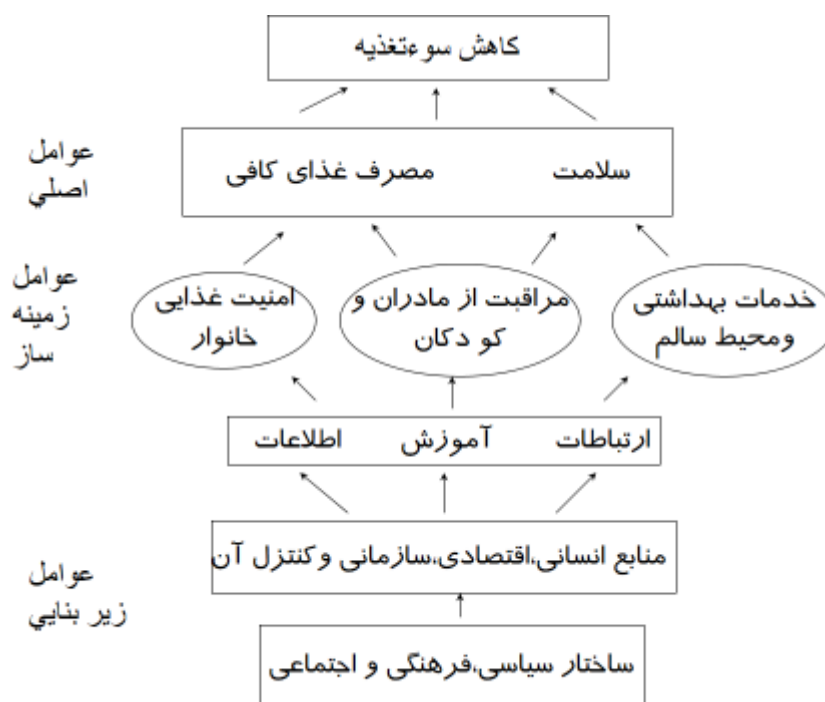 کاهش سوءتغذیه
عوامل
اصلي
سلامت مصرف غذای کافی
عوامل
زمینه
ساز
خدمات بهداشتی
ومحیط سالم
مراقبت از مادران و
کو دکان
امنیت غذایی
خانوار
ارتباطات آموزش اطلاعات
عوامل
زیر بنايي
منابع انسانی،اقتصادی،سازمانی وکنتزل آن
ساختار سیاسی،فرهنگی و اجتماعی